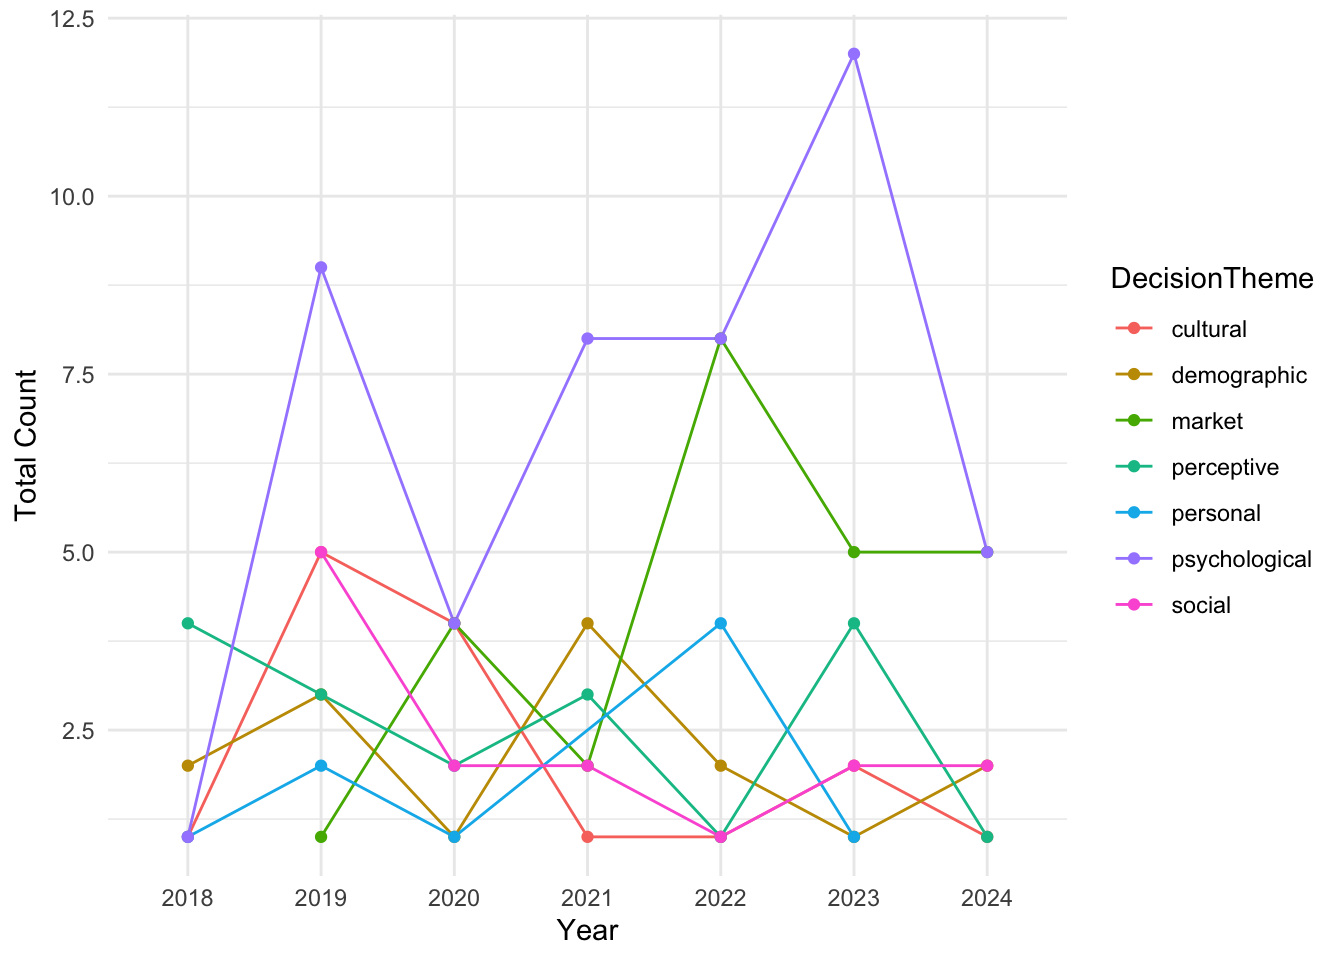 12.5
10.0
7.5
5.0
2.5
Total Count
2018 2019 2020 2021 2022 2023 2024
Year
DecisionTheme
cultural
demographic
market
perceptive
personal
psychological
social